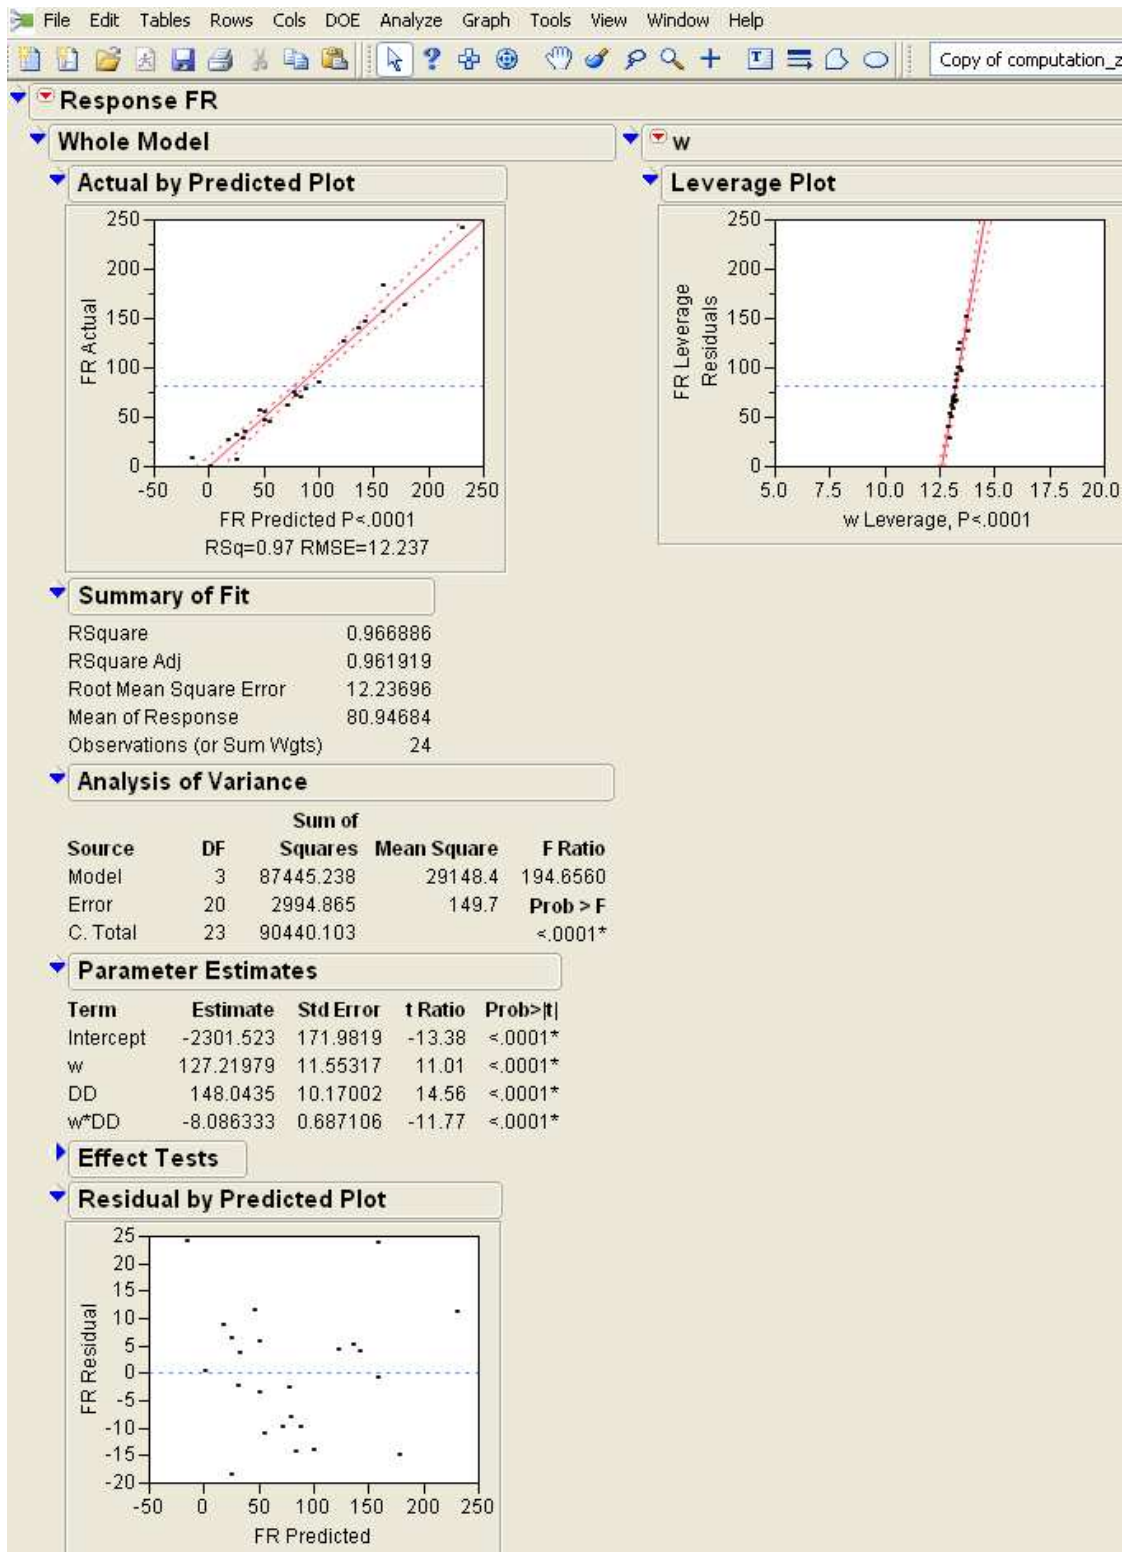 File Edit Tables Rows Cols DOE Analyze Graph Tools View Window Help
Copy of computation_z
Response FR
Whole Model
Actual by Predicted Plot
250
200
150
100
50
0
FR Actual
-50 0 50 100 150 200 250
FR Predicted P<.0001
RSq=0.97 RMSE=12.237
w
Leverage Plot
250
200
150
100
50
0
FR Leverage
Residuals
5.0 7.5 10.0 12.5 15.0 17.5 20.0
w Leverage, P<.0001
Summary of Fit
RSquare 0.966886
RSquare Adj 0.961919
Root Mean Square Error 12.23696
Mean of Response 80.94684
Observations (or Sum Wgts) 24
Analysis of Variance
Sum of
Source DF Squares Mean Square F Ratio
Model 3 87445.238 29148.4 194.6560
Error 20 2994.865 149.7 Prob > F
C. Total 23 90440.103 <.0001*
Parameter Estimates
Term Estimate Std Error t Ratio Prob>|t|
Intercept -2301.523 171.9819 -13.38 <.0001*
w 127.21979 11.55317 11.01 <.0001*
DD 148.0435 10.17002 14.56 <.0001*
w*DD -8.086333 0.687106 -11.77 <.0001*
Effect Tests
Residual by Predicted Plot
25
20
15
10
5
0
-5
-10
-15
-20
FR Residual
-50 0 50 100 150 200 250
FR Predicted